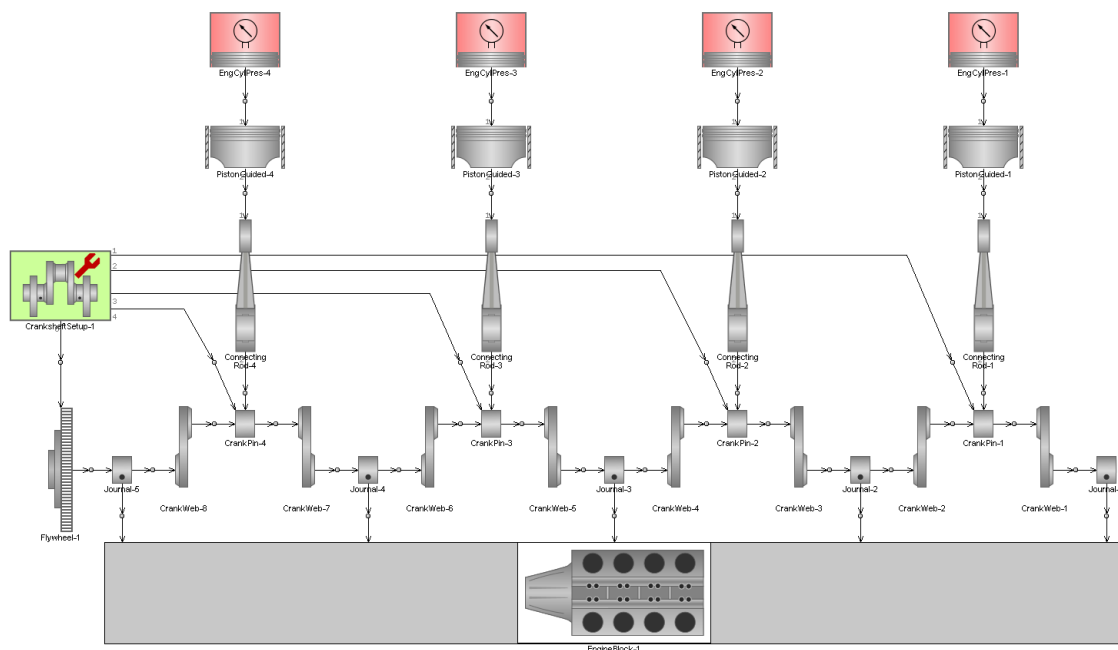 EngCylPres-4
EngCylPres-3
EngCylPres-2
EngCylPres-1
PistonGuided-4
PistonGuided-3
PistonGuided-2
PistonGuided-1
1
2
3
4
CrankshaftSetup-1
Connecting
Rod-4
Connecting
Rod-3
Connecting
Rod-2
Connecting
Rod-1
CrankPin-4
CrankPin-3
CrankPin-2
CrankPin-1
Journal-5
Journal-4
Journal-3
Journal-2
Journal-
CrankWeb-8
CrankWeb-7
CrankWeb-6
CrankWeb-5
CrankWeb-4
CrankWeb-3
CrankWeb-2
CrankWeb-1
Flywheel-1
EngineBlock-1